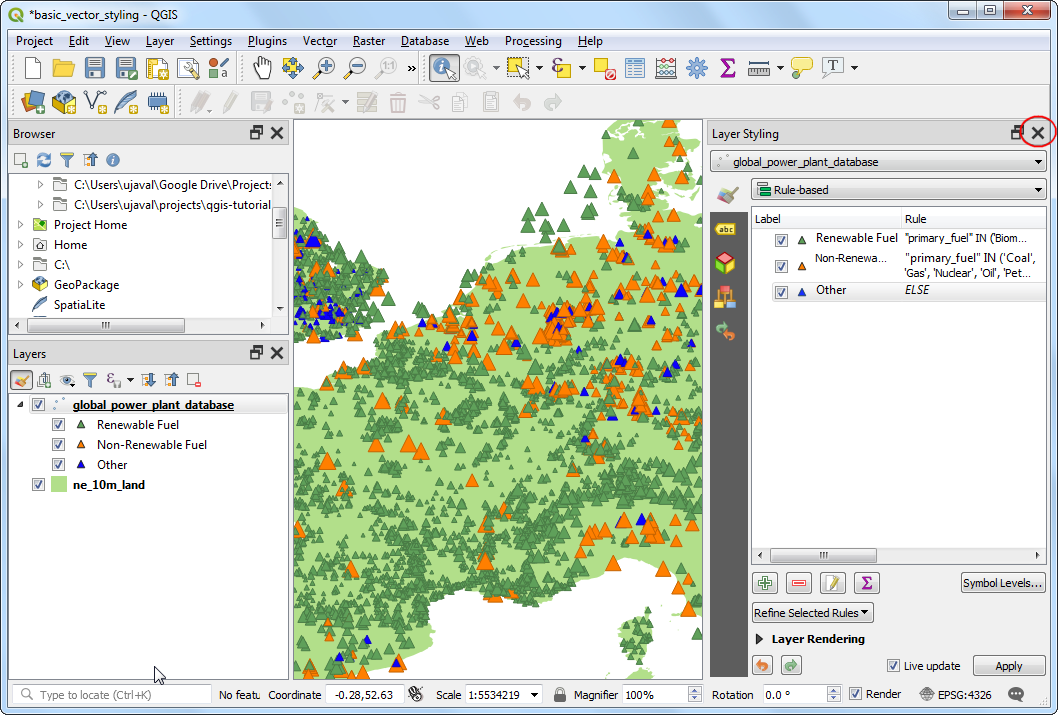 *basic_vector_styling - QGIS
Project Edit View Layer Settings Plugins Vector Raster Database Web Processing Help
Browser
C:\Users\ujaval\Google Drive\Projects
C:\Users\ujaval\projects\qgis-tutorial
Project Home
Home
C:\
GeoPackage
SpatiaLite
Layers
global_power_plant_database
Renewable Fuel
Non-Renewable Fuel
Other
ne_10m_land
Layer Styling
global_power_plant_database
Rule-based
abc
Label Rule
Renewable Fuel "primary_fuel" IN ('Biom...
Non-Renewa... "primary_fuel" IN ('Coal',
'Gas', 'Nuclear', 'Oil', 'Pet...
Other ELSE
Symbol Levels...
Refine Selected Rules
Layer Rendering
Live update Apply
Type to locate (Ctrl+K) No featu Coordinate -0.28,52.63 Scale 1:5534219 Magnifier 100% Rotation 0.0 ° Render EPSG:4326